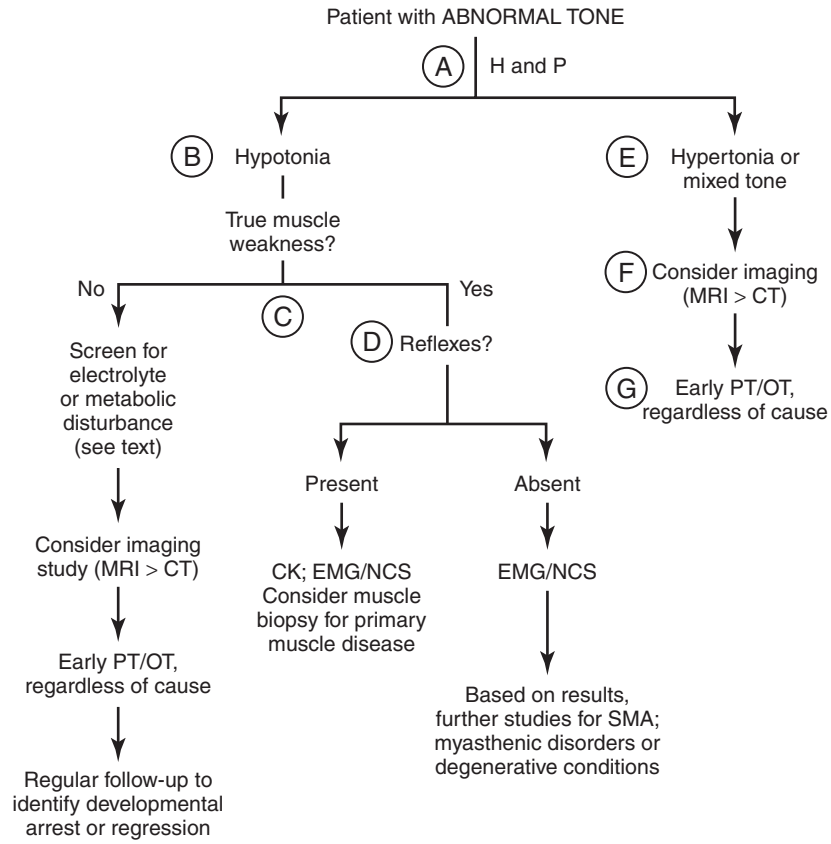 Patient with ABNORMAL TONE
A
H and P
B
Hypotonia
E
Hypertonia or
mixed tone
True muscle
weakness?
F
Consider imaging
(MRI > CT)
No
Yes
C
D
Reflexes?
Screen for
electrolyte
or metabolic
disturbance
(see text)
G
Early PT/OT,
regardless of cause
Present
Absent
Consider imaging
study (MRI > CT)
CK; EMG/NCS
Consider muscle
biopsy for primary
muscle disease
EMG/NCS
Early PT/OT,
regardless of cause
Based on results,
further studies for SMA;
myasthenic disorders or
degenerative conditions
Regular follow-up to
identify developmental
arrest or regression